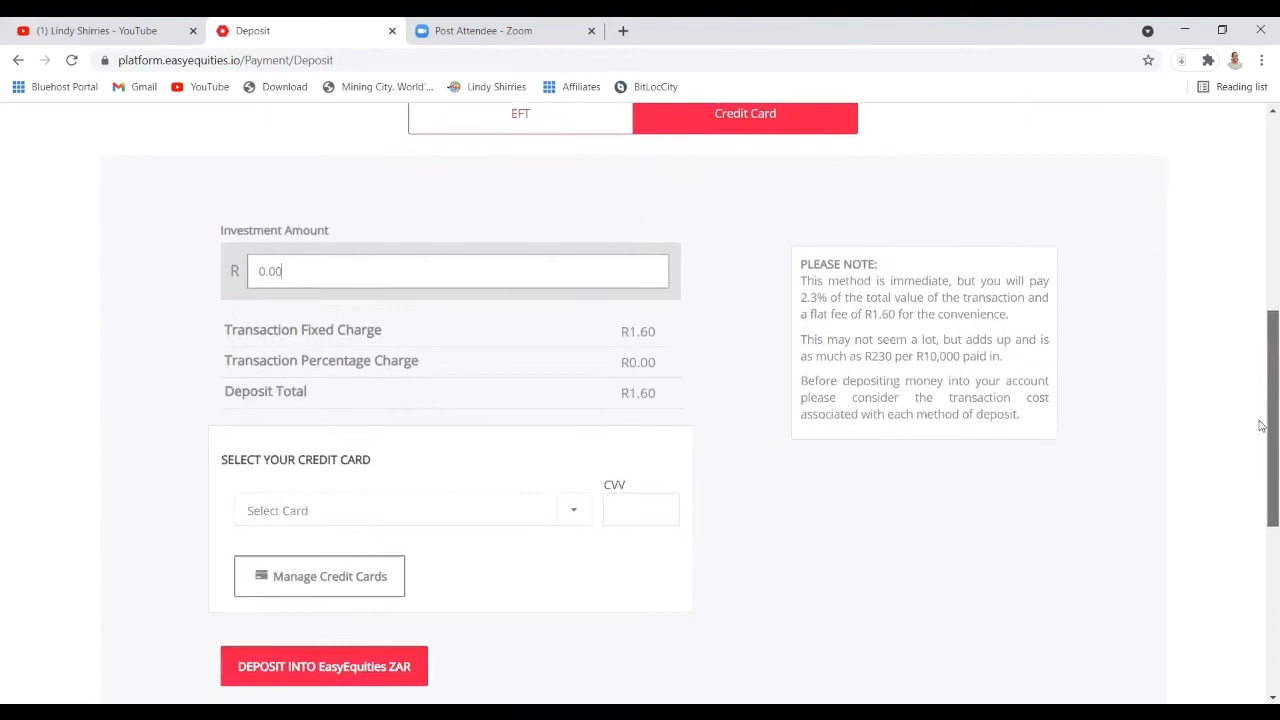 (1) Lindy Shirries - YouTube
Deposit
Post Attendee - Zoom
platform.easyequities.io/Payment/Deposit
Bluehost Portal
Gmail
YouTube
Download
Mining City. World'...
Lindy Shirries
Affiliates
BitLocCity
Reading list
EFT
Credit Card
Investment Amount
R 0.00
Transaction Fixed Charge R1.60
Transaction Percentage Charge R0.00
Deposit Total R1.60
PLEASE NOTE:
This method is immediate, but you will pay
2.3% of the total value of the transaction and
a flat fee of R1.60 for the convenience.
This may not seem a lot, but adds up and is
as much as R230 per R10,000 paid in.
Before depositing money into your account
please consider the transaction cost
associated with each method of deposit.
SELECT YOUR CREDIT CARD
CVV
Select Card
Manage Credit Cards
DEPOSIT INTO EasyEquities ZAR